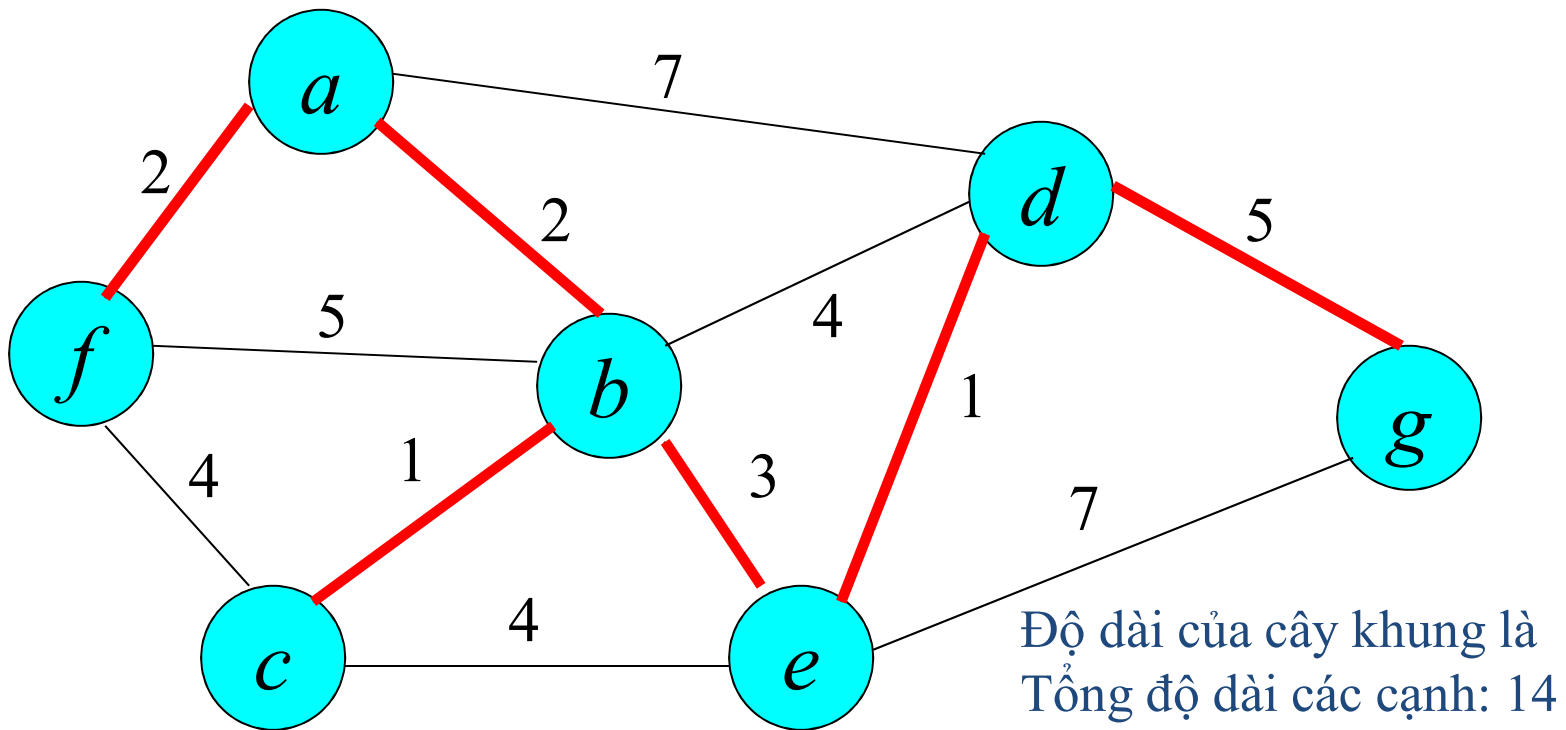 a
7
2
d
2
5
5
4
f
b
1
g
1
4
3
7
4
c
e
Độ dài của cây khung là
Tổng độ dài các cạnh: 14